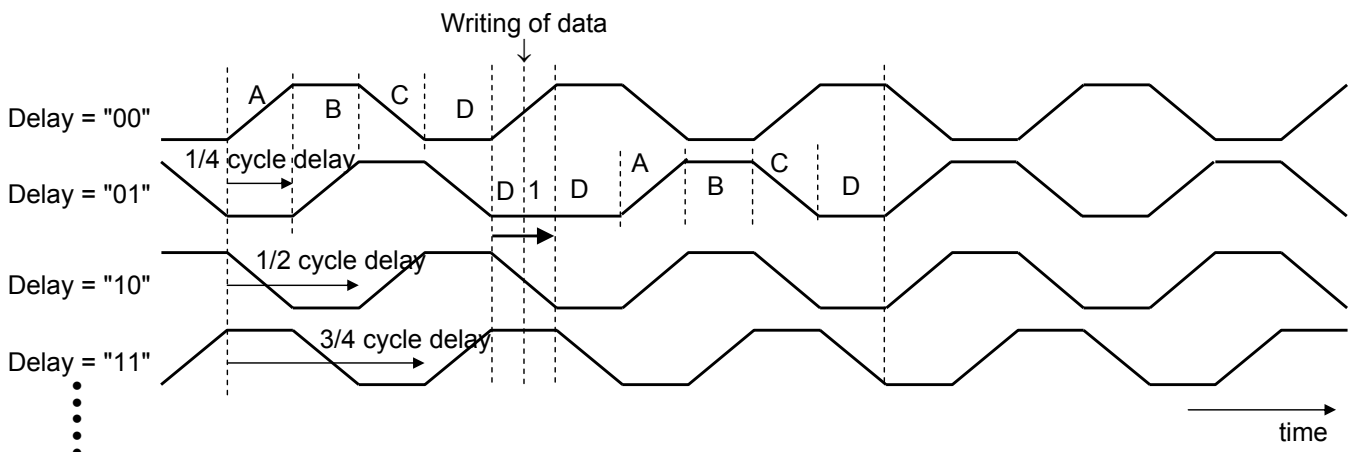 Writing of data
↓
A B C D
Delay = "00"
1/4 cycle delay
A B C D
Delay = "01"
D 1 D
1/2 cycle delay
Delay = "10"
3/4 cycle delay
Delay = "11"
time